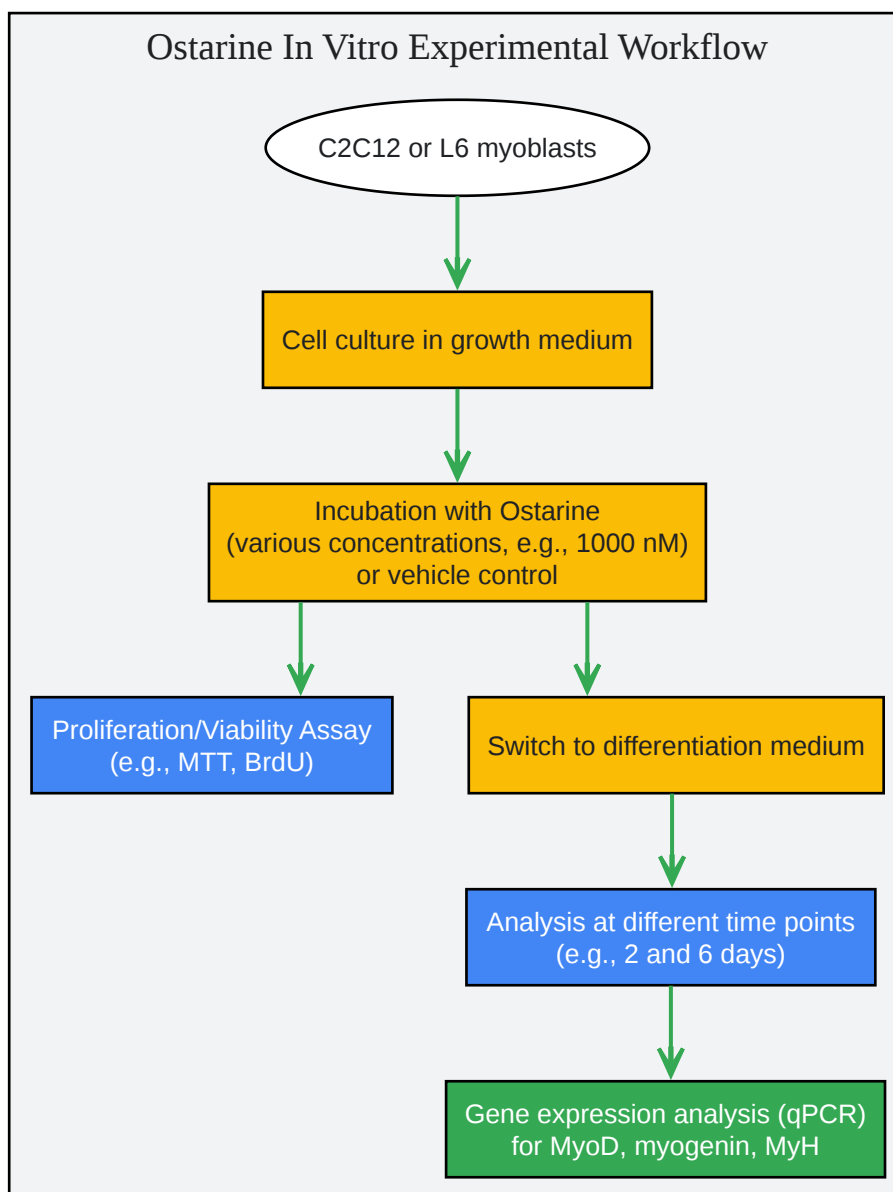 Ostarine In Vitro Experimental Workflow
C2C12 or L6 myoblasts
Cell culture in growth medium
Incubation with Ostarine
(various concentrations, e.g., 1000 nM)
or vehicle control
Proliferation/Viability Assay
(e.g., MTT, BrdU)
Switch to differentiation medium
Analysis at different time points
(e.g., 2 and 6 days)
Gene expression analysis (qPCR)
for MyoD, myogenin, MyH